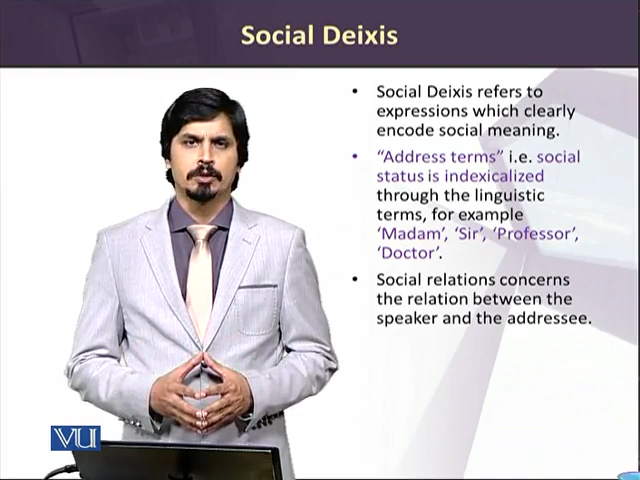 Social Deixis
• Social Deixis refers to
expressions which clearly
encode social meaning.
• “Address terms” i.e. social
status is indexicalized
through the linguistic
terms, for example
‘Madam’, ‘Sir’, ‘Professor’,
‘Doctor’.
• Social relations concerns
the relation between the
speaker and the addressee.
VU